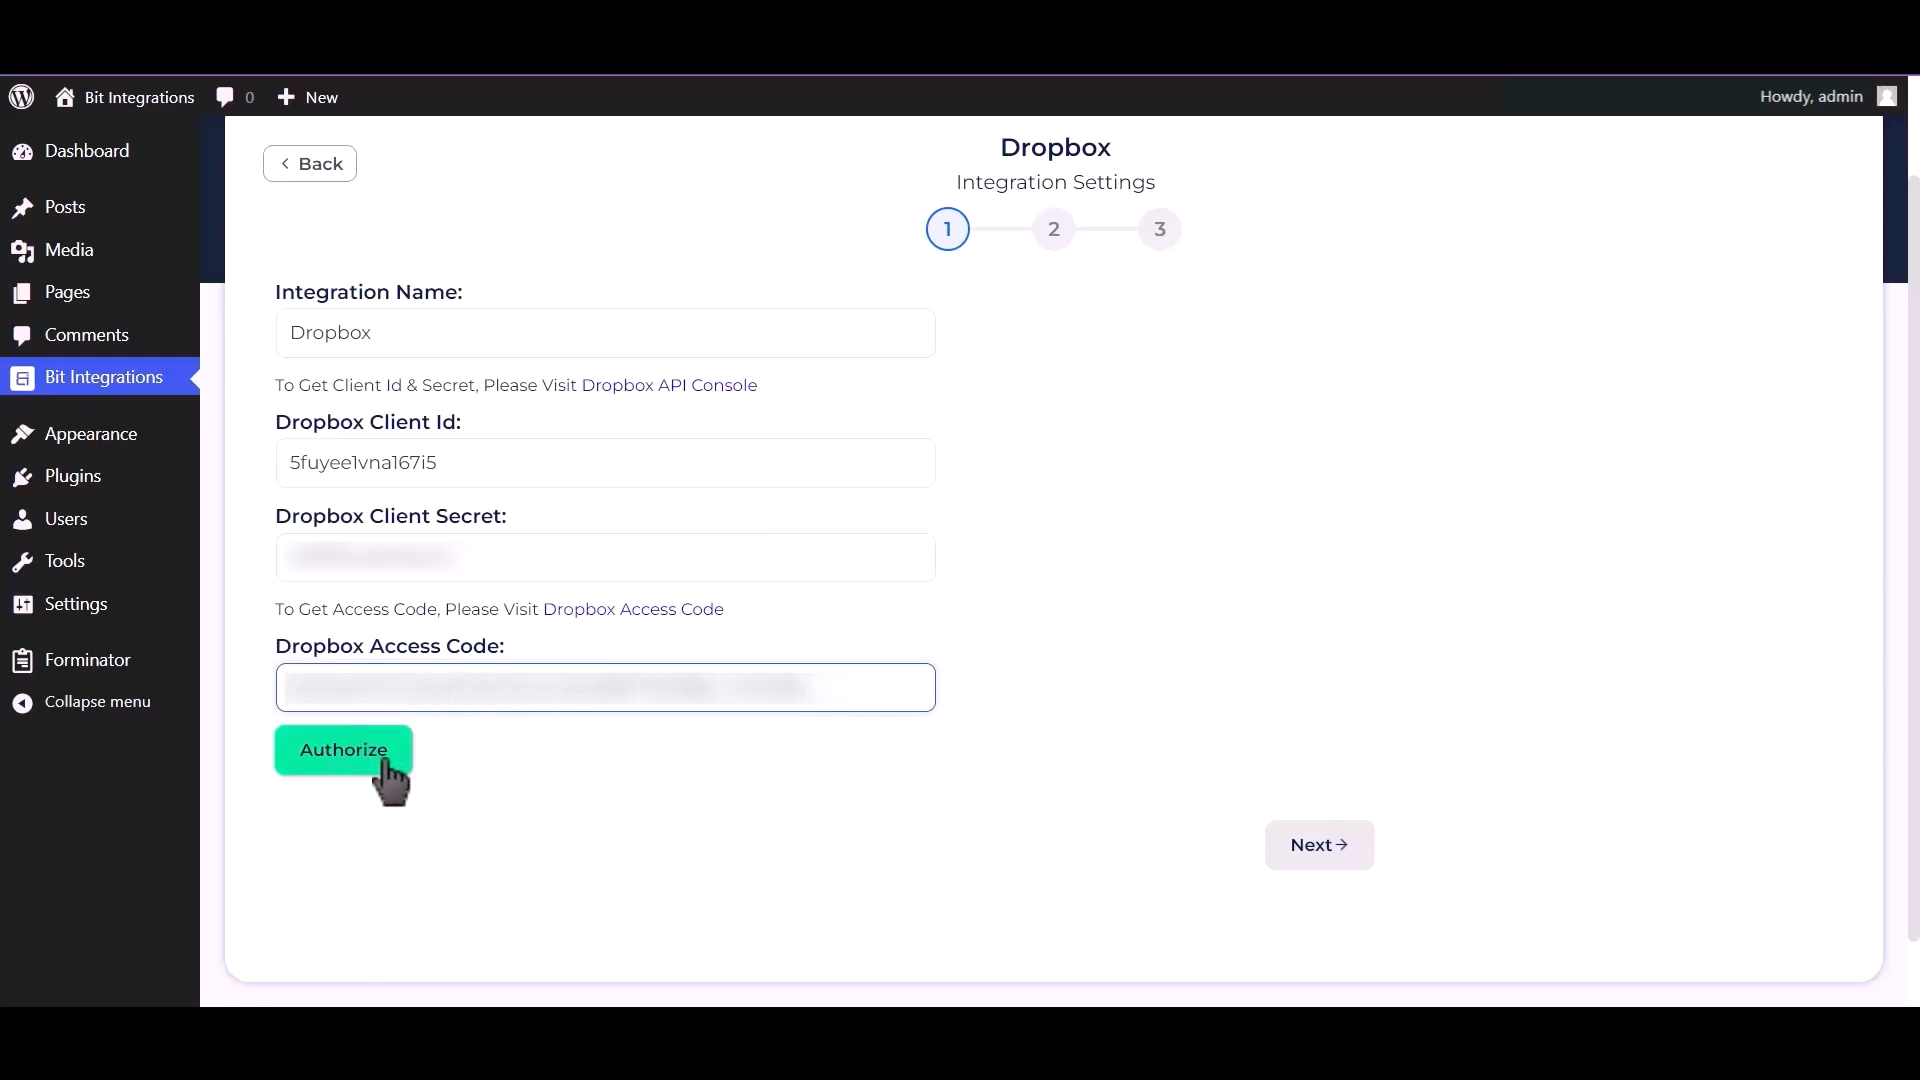 Bit Integrations
0
New
Howdy, admin
Dashboard
Posts
Media
Pages
Comments
Bit Integrations
Appearance
Plugins
Users
Tools
Settings
Forminator
Collapse menu
Back
Dropbox
Integration Settings
1 2 3
Integration Name:
Dropbox
To Get Client Id & Secret, Please Visit Dropbox API Console
Dropbox Client Id:
5fuyee1vna167i5
Dropbox Client Secret:
To Get Access Code, Please Visit Dropbox Access Code
Dropbox Access Code:
Authorize
Next